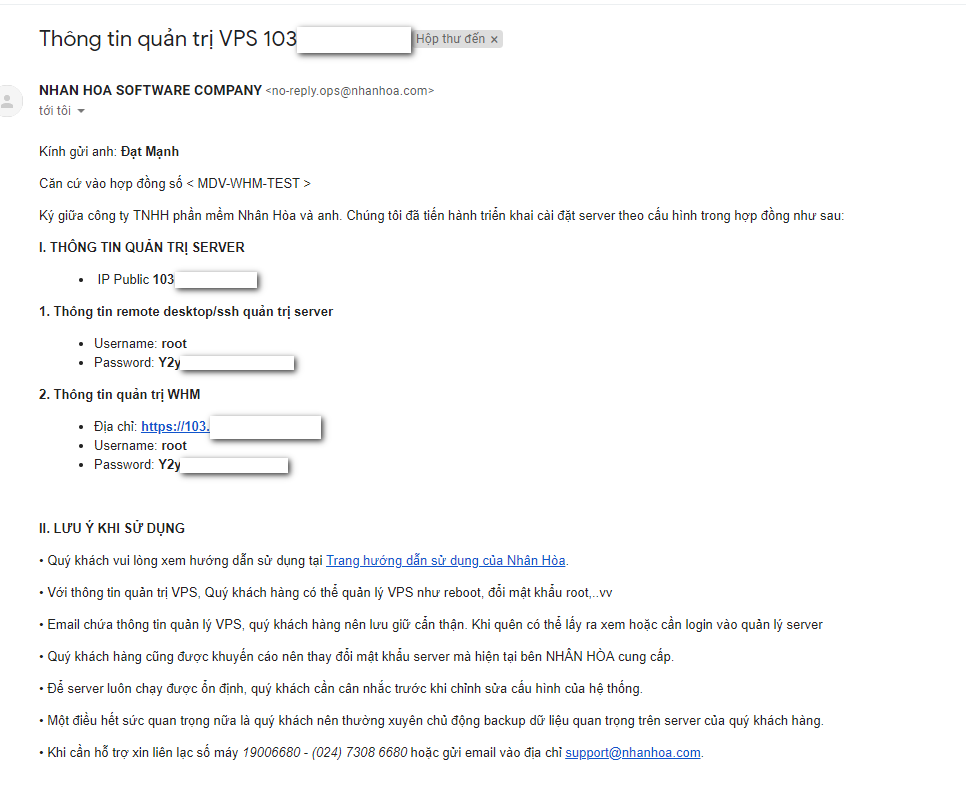 Thông tin quản trị VPS 103 Hộp thư đến ×
NHAN HOA SOFTWARE COMPANY <no-reply.ops@nhanhoa.com>
tới tôi
Kính gửi anh: Đạt Mạnh
Căn cứ vào hợp đồng số < MDV-WHM-TEST >
Ký giữa công ty TNHH phần mềm Nhân Hòa và anh. Chúng tôi đã tiến hành triển khai cài đặt server theo cấu hình trong hợp đồng như sau:
I. THÔNG TIN QUẢN TRỊ SERVER
• IP Public 103
1. Thông tin remote desktop/ssh quản trị server
• Username: root
• Password: Y2y
2. Thông tin quản trị WHM
• Địa chỉ: https://103.
• Username: root
• Password: Y2y
II. LƯU Ý KHI SỬ DỤNG
• Quý khách vui lòng xem hướng dẫn sử dụng tại Trang hướng dẫn sử dụng của Nhân Hòa.
• Với thông tin quản trị VPS, Quý khách hàng có thể quản lý VPS như reboot, đổi mật khẩu root,..vv
• Email chứa thông tin quản lý VPS, quý khách hàng nên lưu giữ cẩn thận. Khi quên có thể lấy ra xem hoặc cần login vào quản lý server
• Quý khách hàng cũng được khuyến cáo nên thay đổi mật khẩu server mà hiện tại bên NHÂN HÒA cung cấp.
• Để server luôn chạy được ổn định, quý khách cần cân nhắc trước khi chỉnh sửa cấu hình của hệ thống.
• Một điều hết sức quan trọng nữa là quý khách nên thường xuyên chủ động backup dữ liệu quan trọng trên server của quý khách hàng.
• Khi cần hỗ trợ xin liên lạc số máy 19006680 - (024) 7308 6680 hoặc gửi email vào địa chỉ support@nhanhoa.com.